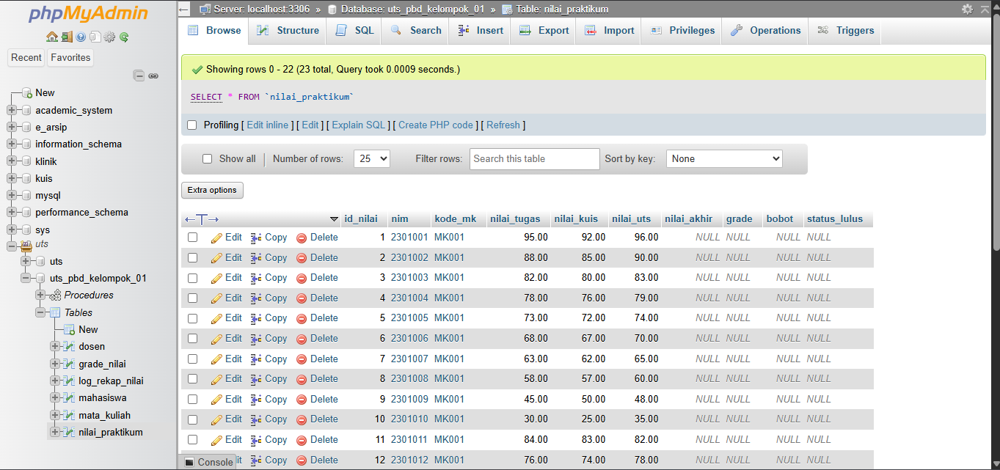 phpMyAdmin
Recent Favorites
New
academic_system
e_arsip
information_schema
klinik
kuis
mysql
performance_schema
sys
uts
uts
uts_pbd_kelompok_01
Procedures
Tables
New
dosen
grade_nilai
log_rekap_nilai
mahasiswa
mata_kuliah
nilai_praktikum
Server: localhost:3306 » Database: uts_pbd_kelompok_01 » Table: nilai_praktikum
Browse Structure SQL Search Insert Export Import Privileges Operations Triggers
Showing rows 0 - 22 (23 total, Query took 0.0009 seconds.)
SELECT * FROM `nilai_praktikum`
Profiling [ Edit inline ] [ Edit ] [ Explain SQL ] [ Create PHP code ] [ Refresh ]
Show all Number of rows: 25 Filter rows: Search this table Sort by key: None
Extra options
id_nilai nim kode_mk nilai_tugas nilai_kuis nilai_uts nilai_akhir grade bobot status_lulus
Edit Copy Delete 1 2301001 MK001 95.00 92.00 96.00 NULL NULL NULL NULL
Edit Copy Delete 2 2301002 MK001 88.00 85.00 90.00 NULL NULL NULL NULL
Edit Copy Delete 3 2301003 MK001 82.00 80.00 83.00 NULL NULL NULL NULL
Edit Copy Delete 4 2301004 MK001 78.00 76.00 79.00 NULL NULL NULL NULL
Edit Copy Delete 5 2301005 MK001 73.00 72.00 74.00 NULL NULL NULL NULL
Edit Copy Delete 6 2301006 MK001 68.00 67.00 70.00 NULL NULL NULL NULL
Edit Copy Delete 7 2301007 MK001 63.00 62.00 65.00 NULL NULL NULL NULL
Edit Copy Delete 8 2301008 MK001 58.00 57.00 60.00 NULL NULL NULL NULL
Edit Copy Delete 9 2301009 MK001 45.00 50.00 48.00 NULL NULL NULL NULL
Edit Copy Delete 10 2301010 MK001 30.00 25.00 35.00 NULL NULL NULL NULL
Edit Copy Delete 11 2301011 MK001 84.00 83.00 82.00 NULL NULL NULL NULL
Console it Copy Delete 12 2301012 MK001 76.00 74.00 78.00 NULL NULL NULL NULL